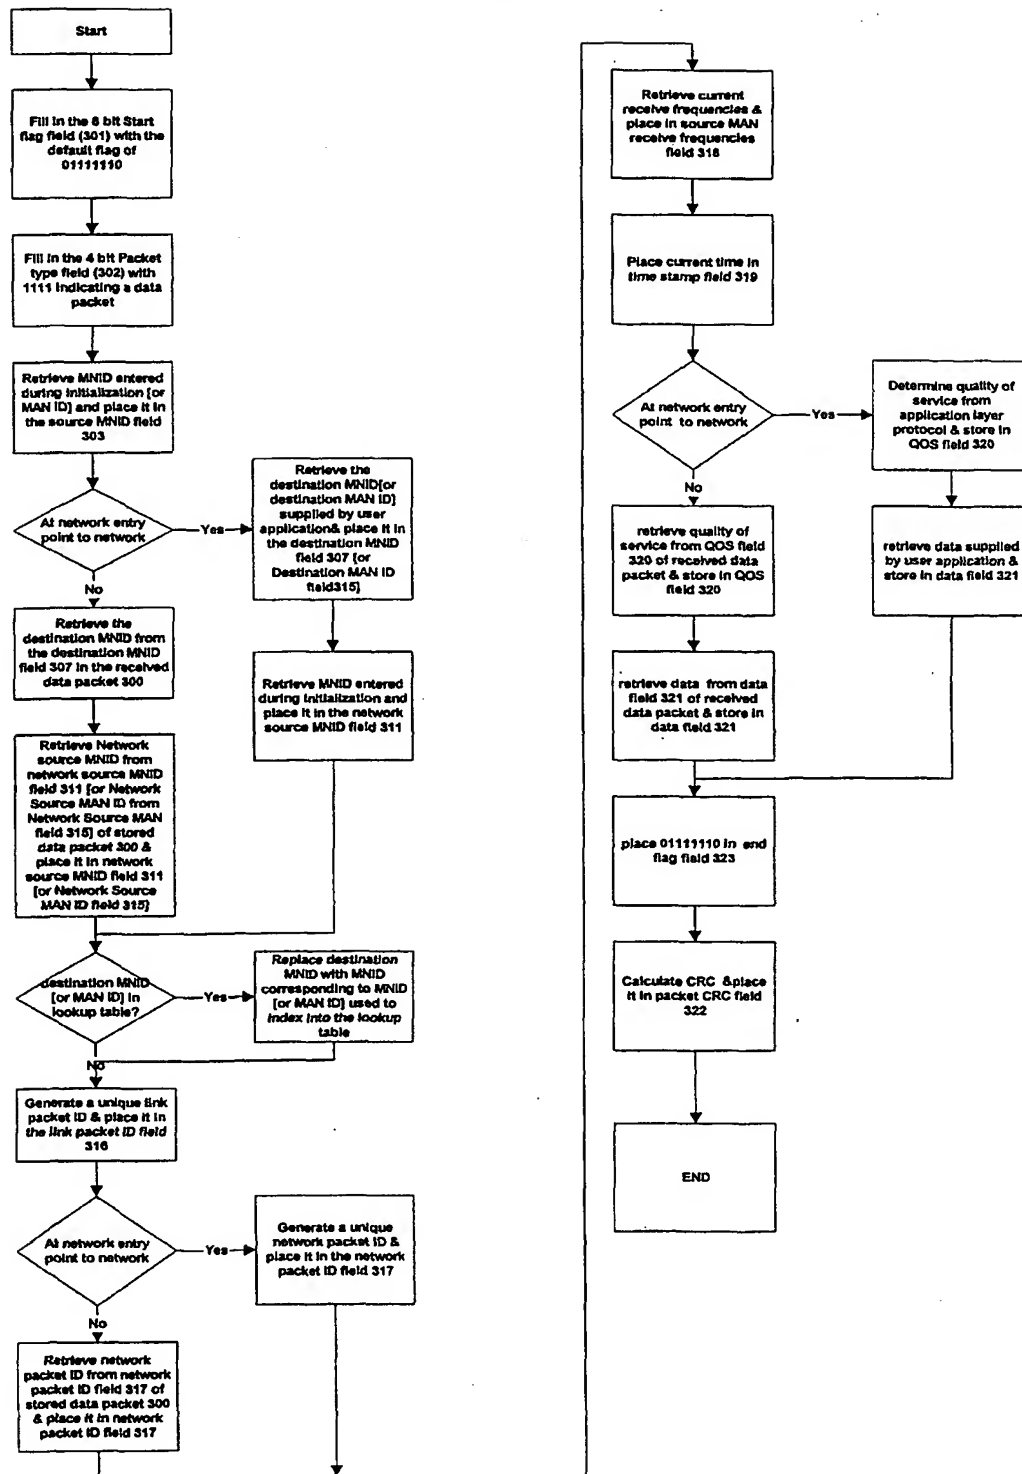 Start
Fill in the 8 bit Start
flag field (301) with the
default flag of
01111110
Fill in the 4 bit Packet
type field (302) with
1111 indicating a data
packet
Retrieve MNID entered
during initialization [or
MAN ID] and place it in
the source MNID field
303
At network entry
point to network
Yes
Retrieve the
destination MNID[or
destination MAN ID]
supplied by user
application& place it in
the destination MNID
field 307 [or
Destination MAN ID
field315]
No
Retrieve the
destination MNID from
the destination MNID
field 307 in the received
data packet 300
Retrieve MNID entered
during initialization and
place it in the network
source MNID field 311
Retrieve Network
source MNID from
network source MNID
field 311 [or Network
Source MAN ID from
Network Source MAN
field 315] of stored
data packet 300 &
place it in network
source MNID field 311
[or Network Source
MAN ID field 315]
destination MNID
[or MAN ID] in
lookup table?
Yes
Replace destination
MNID with MNID
corresponding to MNID
[or MAN ID] used to
index into the lookup
table
No
Generate a unique link
packet ID & place it in
the link packet ID field
316
At network entry
point to network
Yes
Generate a unique
network packet ID &
place it in the network
packet ID field 317
No
Retrieve network
packet ID from network
packet ID field 317 of
stored data packet 300
& place it in network
packet ID field 317
Retrieve current
receive frequencies &
place in source MAN
receive frequencies
field 318
Place current time in
time stamp field 319
At network entry
point to network
Yes
Determine quality of
service from
application layer
protocol & store in
QOS field 320
No
retrieve quality of
service from QOS field
320 of received data
packet & store in QOS
field 320
retrieve data supplied
by user application &
store in data field 321
retrieve data from data
field 321 of received
data packet & store in
data field 321
place 01111110 in end
flag field 323
Calculate CRC &place
it in packet CRC field
322
END